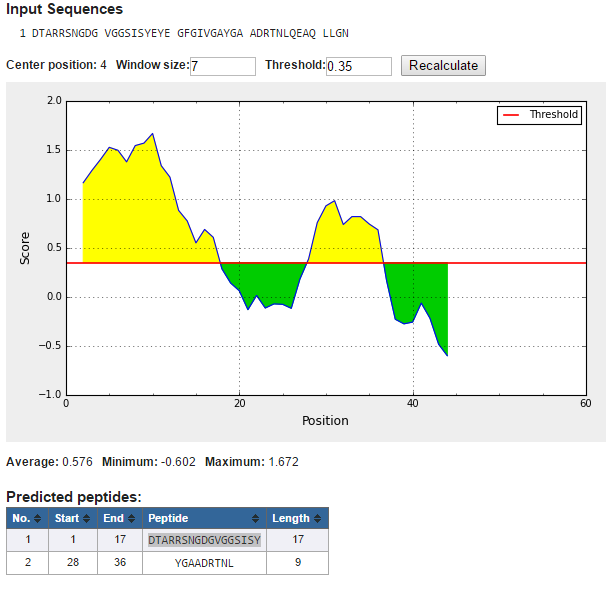 Input Sequences
1 DTARRSNGDG VGGSISYEYE GFGIVGAYGA ADRTNLQEAQ LLGN
Center position: 4 Window size: 7 Threshold: 0.35 Recalculate
2.0
Threshold
1.5
1.0
0.5
0.0
−0.5
−1.0
Score
0 20 40 60
Position
Average: 0.576 Minimum: -0.602 Maximum: 1.672
Predicted peptides:
No. Start End Peptide Length
1 1 17 DTARRSNGDGVGGSISY 17
2 28 36 YGAADRTNL 9